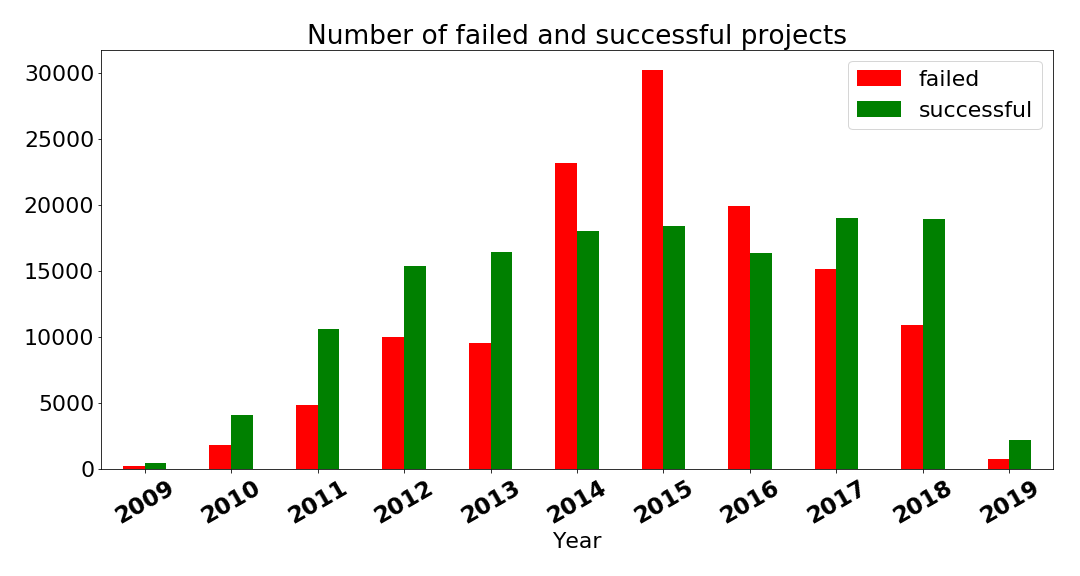 Number of failed and successful projects
failed
successful
30000
25000
20000
15000
10000
5000
0
2009 2010 2011 2012 2013 2014 2015 2016 2017 2018 2019
Year